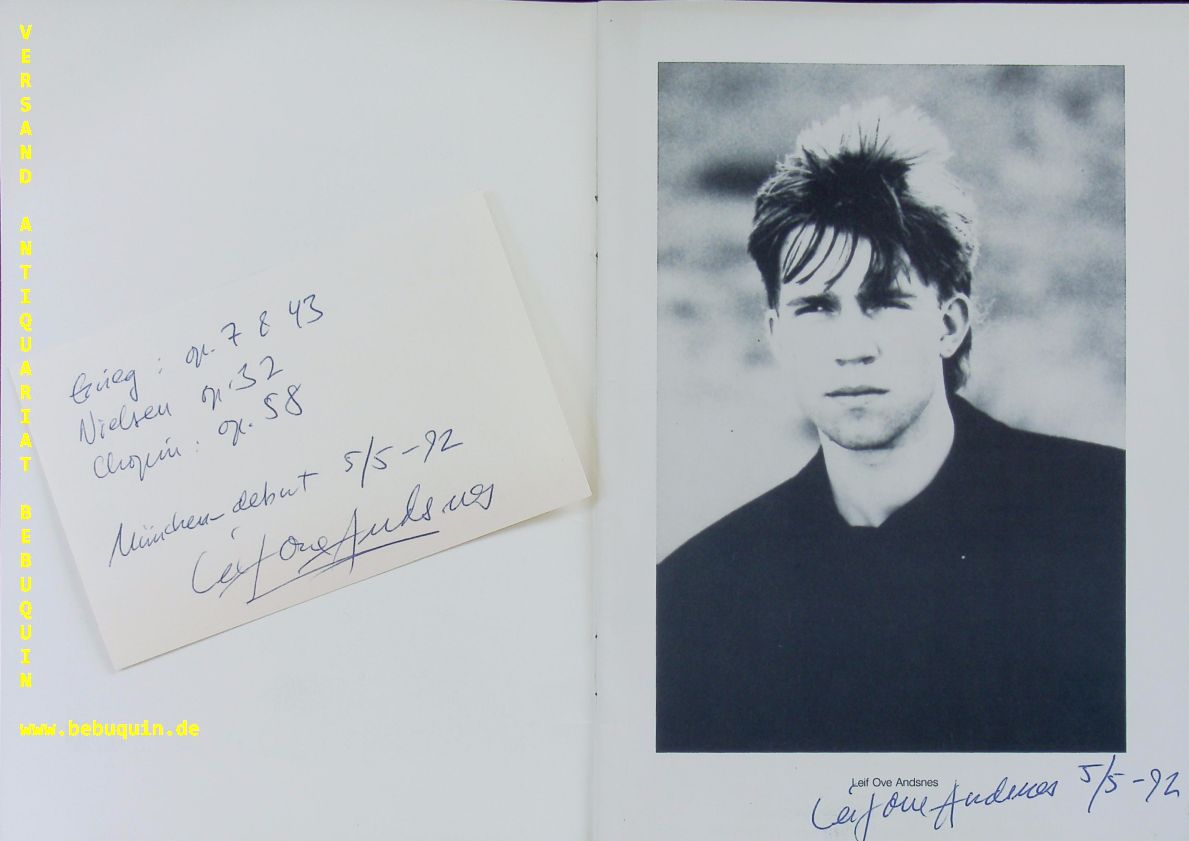 VERSAND ANTIQUARIAT BEBUQUIN
www.bebuquin.de
Grieg : op. 7 & 43
Nielsen op. 32
Chopin : op. 58
München-debut 5/5-92
Leif Ove Andsnes
Leif Ove Andsnes
Leif Ove Andsnes 5/5-92